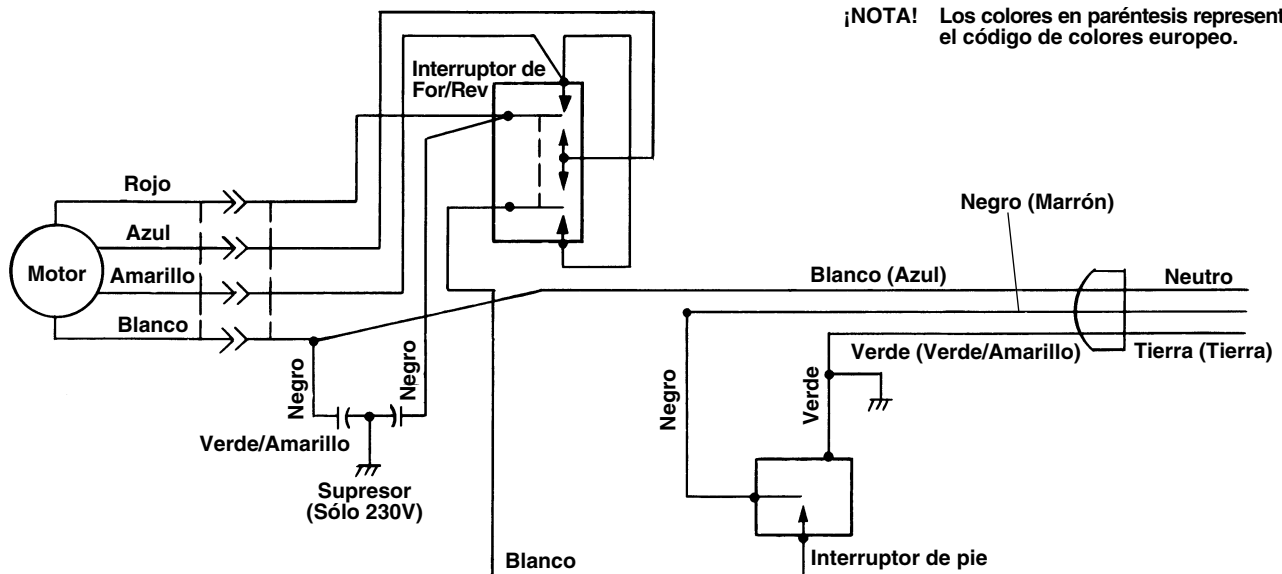 ¡NOTA! Los colores en paréntesis represent
el código de colores europeo.
Interruptor de
For/Rev
Rojo
Azul
Motor
Amarillo
Blanco
Negro (Marrón)
Blanco (Azul)
Neutro
Verde (Verde/Amarillo)
Tierra (Tierra)
Negro
Negro
Negro
Verde
Verde/Amarillo
Supresor
(Sólo 230V)
Blanco
Interruptor de pie